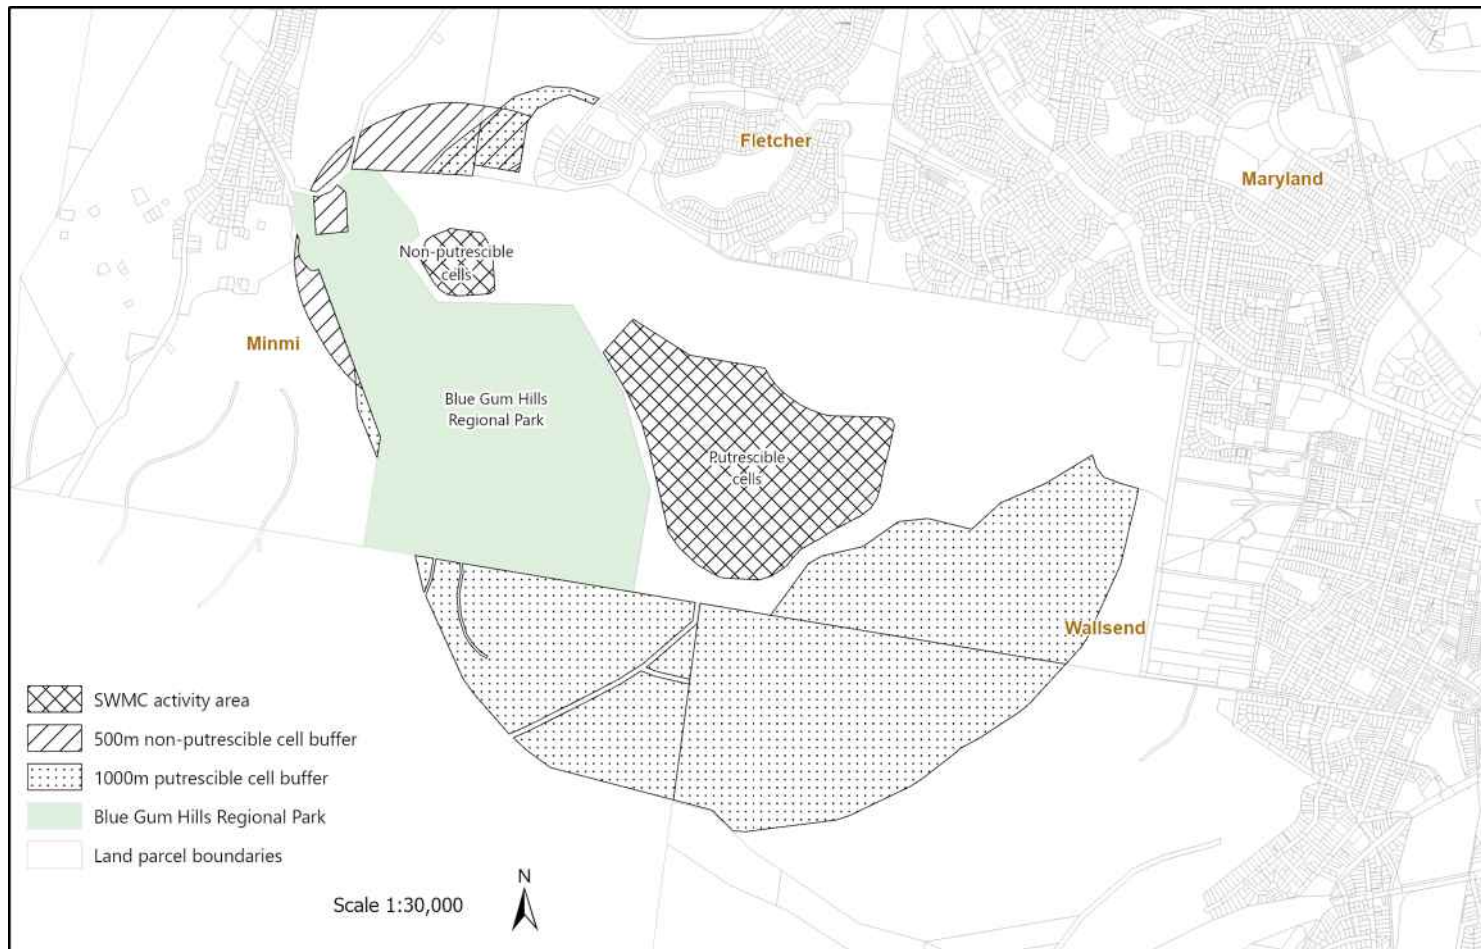 Fletcher
Maryland
Non-putrescible
cells
Minmi
Blue Gum Hills
Regional Park
Putrescible
cells
Wallsend
SWMC activity area
500m non-putrescible cell buffer
1000m putrescible cell buffer
Blue Gum Hills Regional Park
Land parcel boundaries
N
Scale 1:30,000